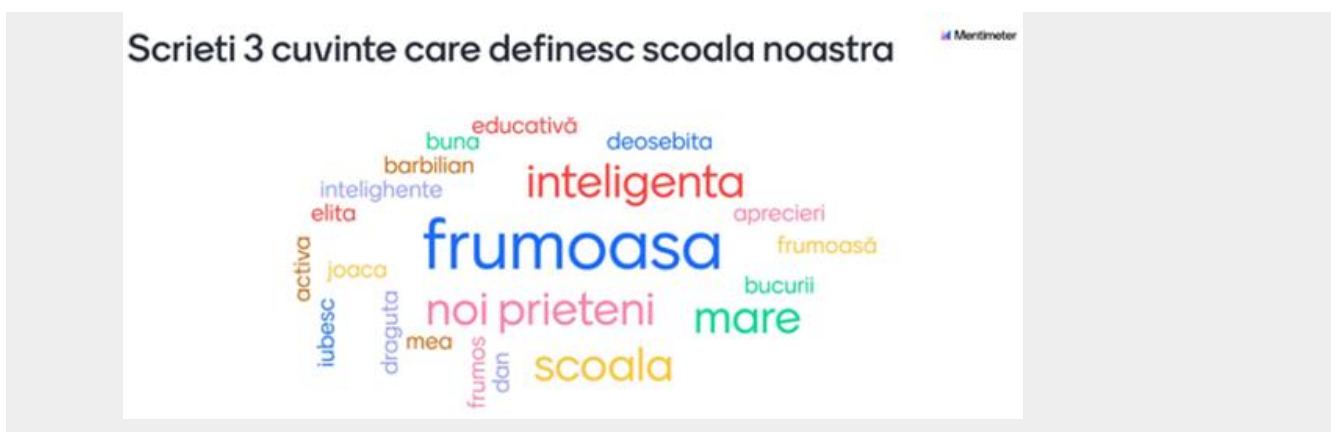 Scrieti 3 cuvinte care definesc scoala noastra
Mentimeter
educativă
buna
deosebita
barbilian
inteligenta
intelighente
elita
aprecieri
frumoasa
frumoasă
activa
joaca
bucurii
noi prieteni
mare
iubesc
draguta
mea
frumos
dan
scoala